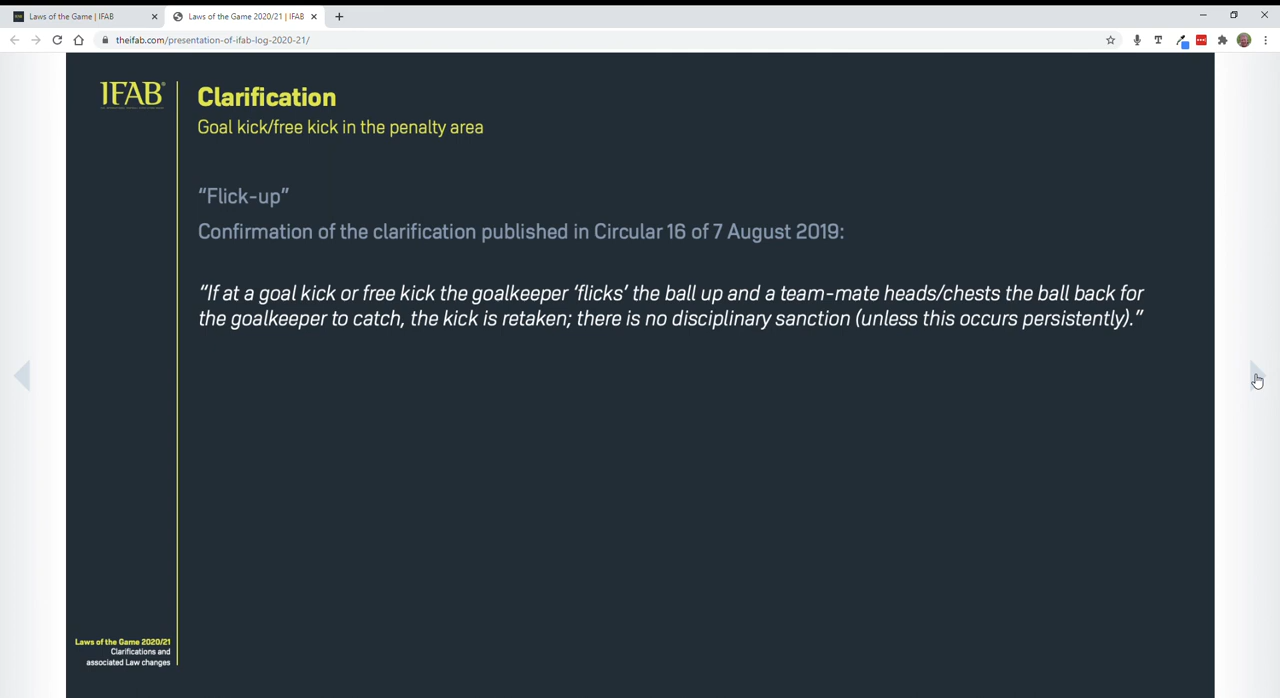 Laws of the Game | IFAB
Laws of the Game 2020/21 | IFAB
theifab.com/presentation-of-ifab-log-2020-21/
IFAB
Clarification
Goal kick/free kick in the penalty area
“Flick-up”
Confirmation of the clarification published in Circular 16 of 7 August 2019:
“If at a goal kick or free kick the goalkeeper ‘flicks’ the ball up and a team-mate heads/chests the ball back for
the goalkeeper to catch, the kick is retaken; there is no disciplinary sanction (unless this occurs persistently).”
Laws of the Game 2020/21
Clarifications and
associated Law changes